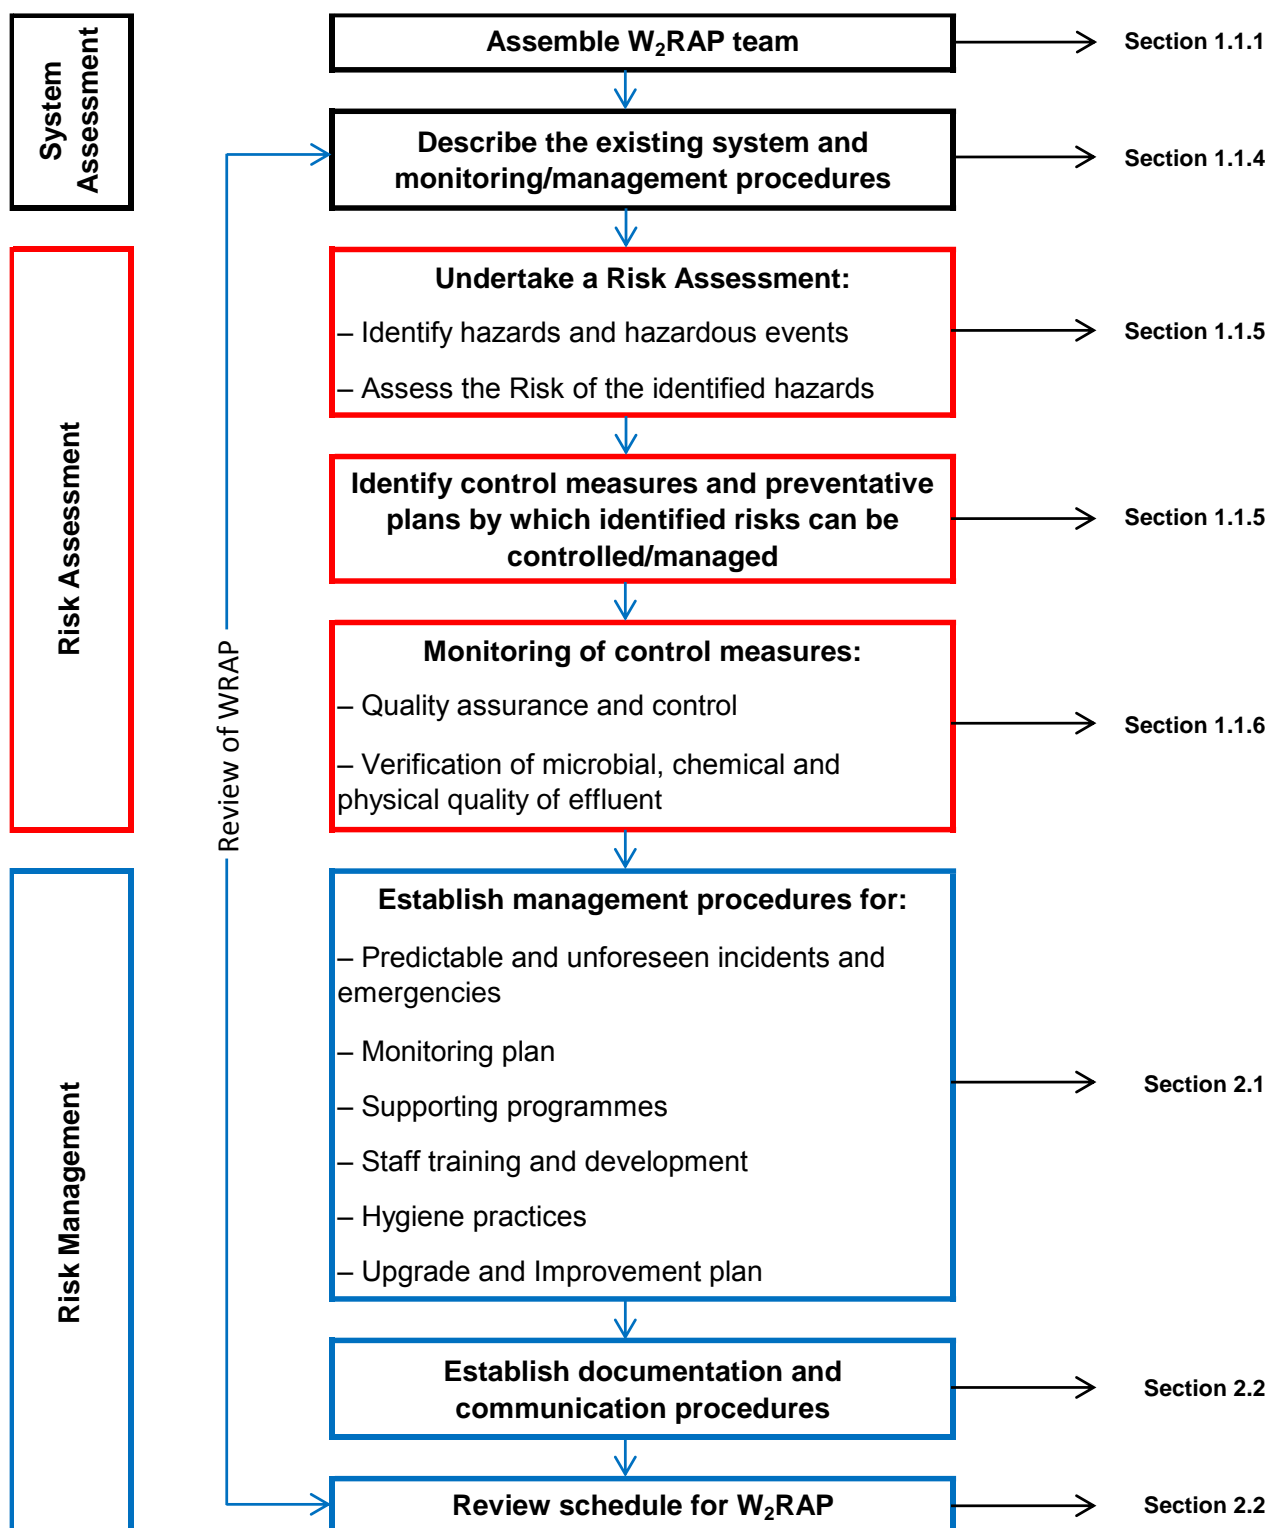 System
Assessment
Assemble W₂RAP team
Section 1.1.1
Describe the existing system and
monitoring/management procedures
Section 1.1.4
Risk Assessment
Undertake a Risk Assessment:
– Identify hazards and hazardous events
– Assess the Risk of the identified hazards
Section 1.1.5
Identify control measures and preventative
plans by which identified risks can be
controlled/managed
Section 1.1.5
Monitoring of control measures:
– Quality assurance and control
– Verification of microbial, chemical and
physical quality of effluent
Section 1.1.6
Review of WRAP
Risk Management
Establish management procedures for:
– Predictable and unforeseen incidents and
emergencies
– Monitoring plan
– Supporting programmes
– Staff training and development
– Hygiene practices
– Upgrade and Improvement plan
Section 2.1
Establish documentation and
communication procedures
Section 2.2
Review schedule for W₂RAP
Section 2.2